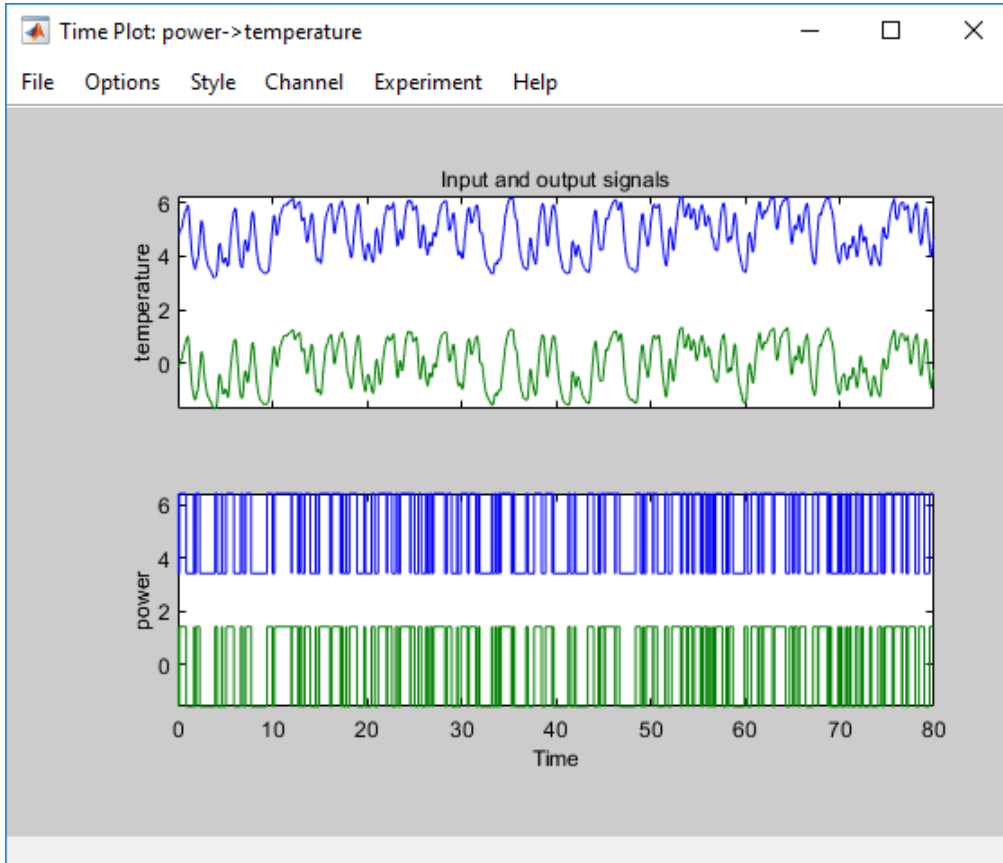 Time Plot: power->temperature
File Options Style Channel Experiment Help
Input and output signals
6
4
2
0
temperature
6
4
2
0
power
0 10 20 30 40 50 60 70 80
Time